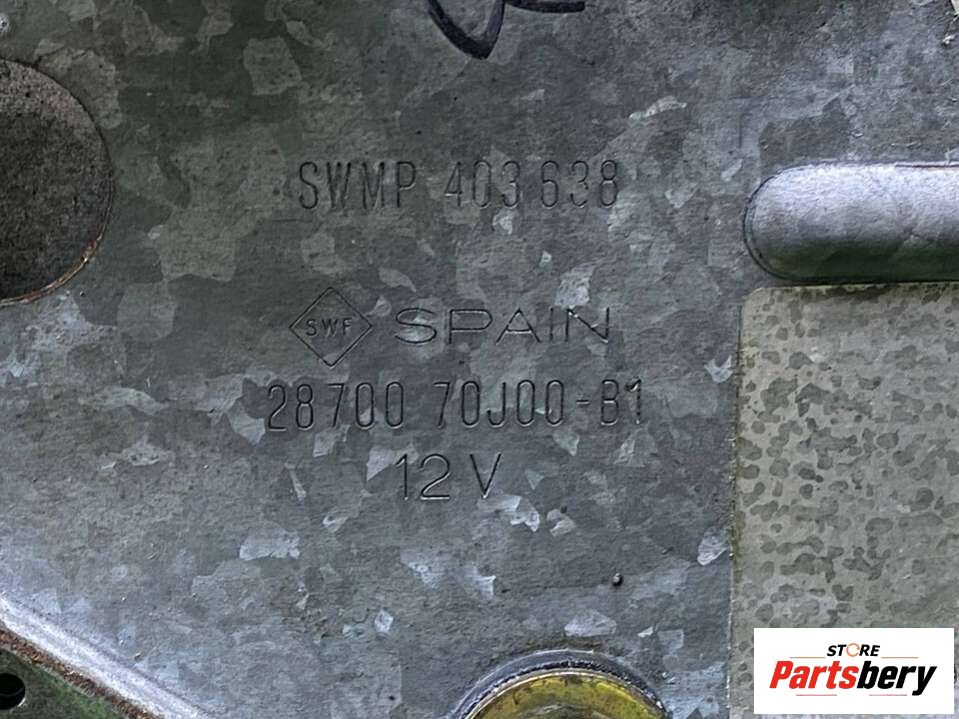 SWMP 403 638
SWF SPAIN
28700 70J00-B1
12V
STORE
Partsbery